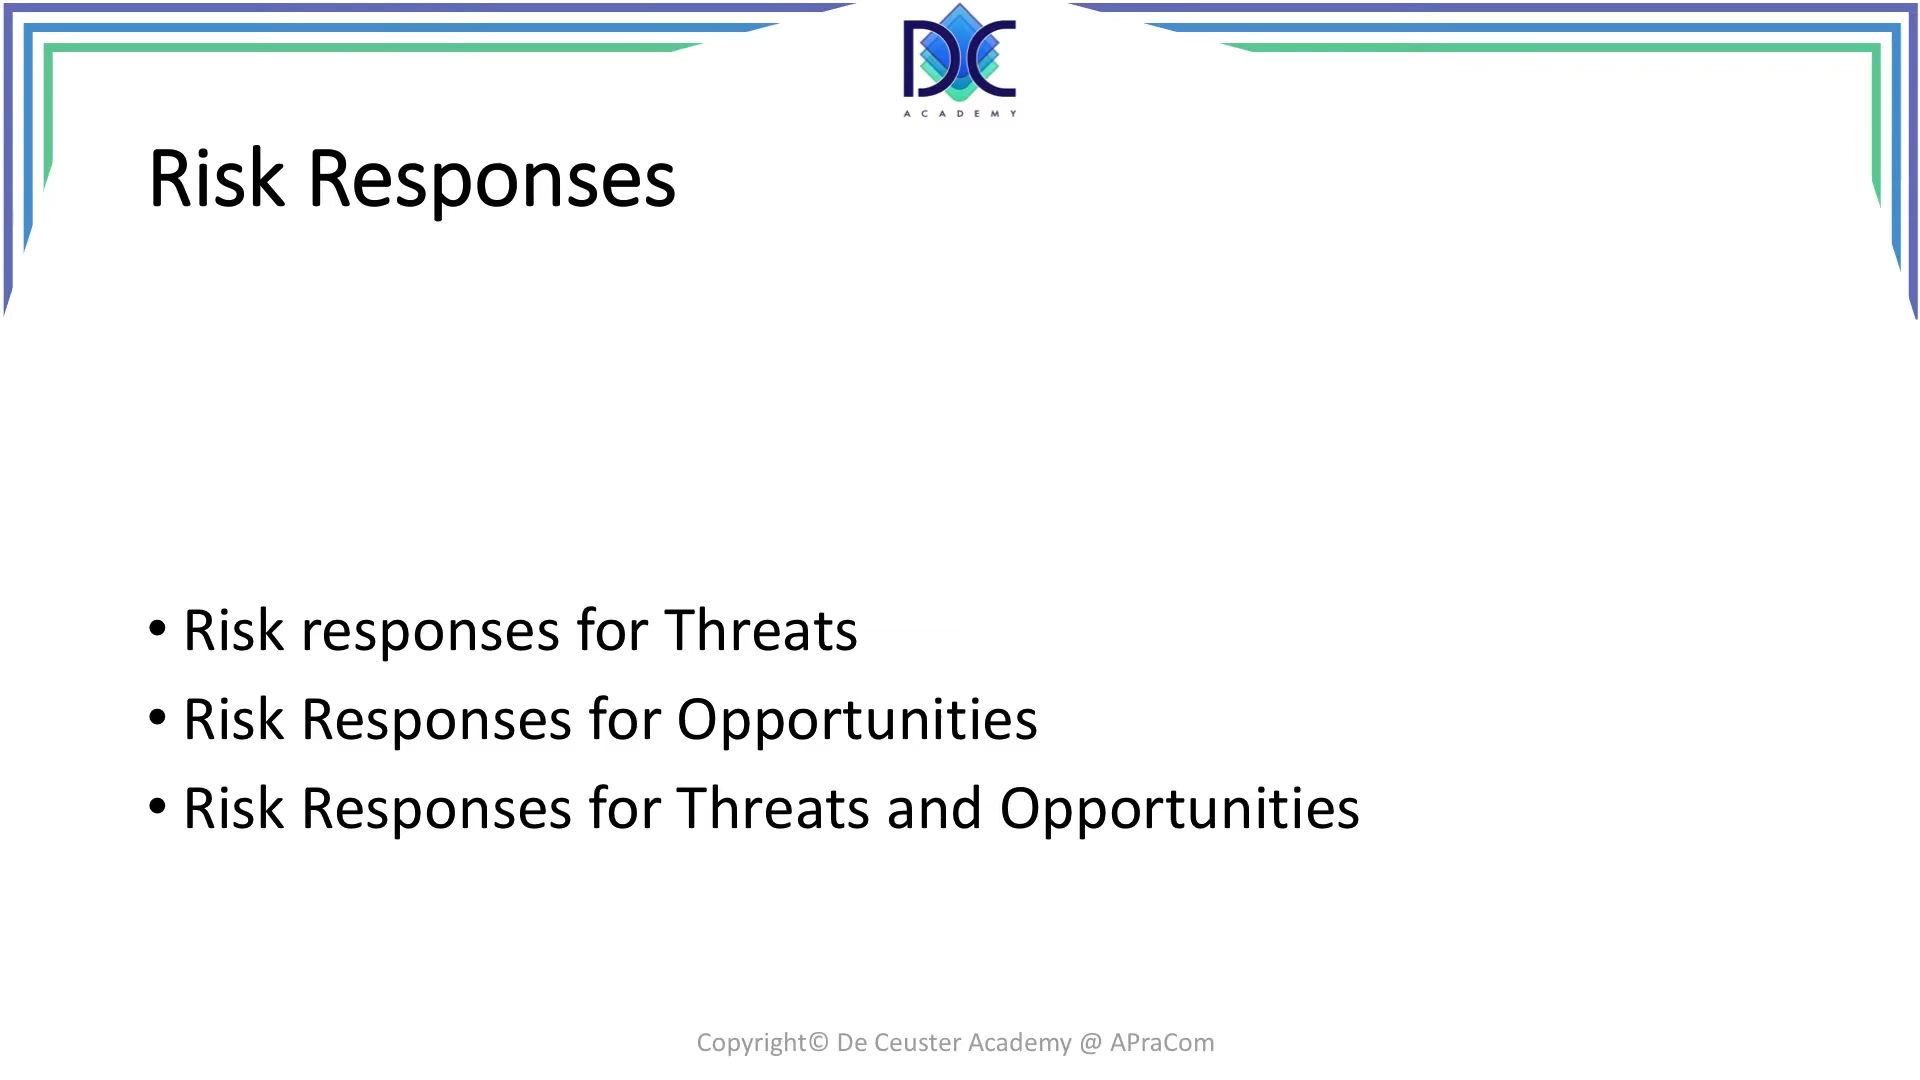 DC
ACADEMY
Risk Responses
• Risk responses for Threats
• Risk Responses for Opportunities
• Risk Responses for Threats and Opportunities
Copyright© De Ceuster Academy @ APraCom